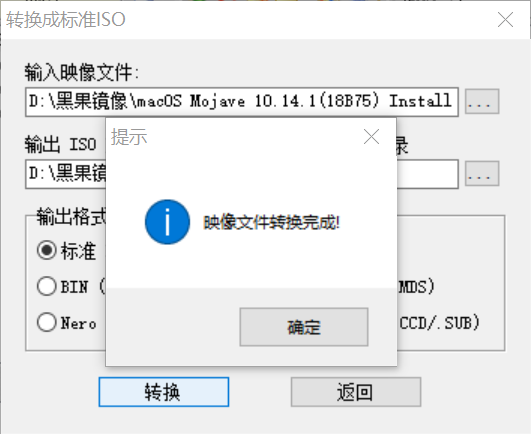 转换成标准ISO
输入映像文件:
D:\黑果镜像\macOS Mojave 10.14.1(18B75) Install
...
输出 ISO
录
D:\黑果镜
...
提示
映像文件转换完成!
确定
输出格式
标准
BIN (
MDS)
Nero
CCD/.SUB)
转换
返回